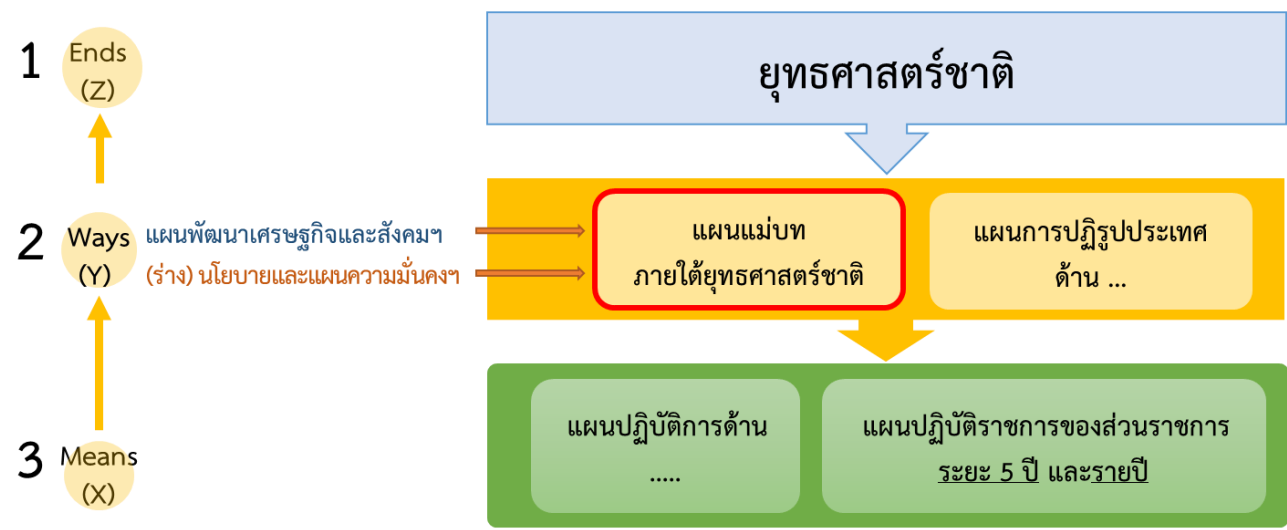 1 Ends
(Z)
ยุทธศาสตร์ชาติ
2 Ways
(Y)
แผนพัฒนาเศรษฐกิจและสังคมฯ
(ร่าง) นโยบายและแผนความมั่นคงฯ
แผนแม่บท
ภายใต้ยุทธศาสตร์ชาติ
แผนการปฏิรูปประเทศ
ด้าน ...
3 Means
(X)
แผนปฏิบัติการด้าน
.....
แผนปฏิบัติราชการของส่วนราชการ
ระยะ 5 ปี และรายปี